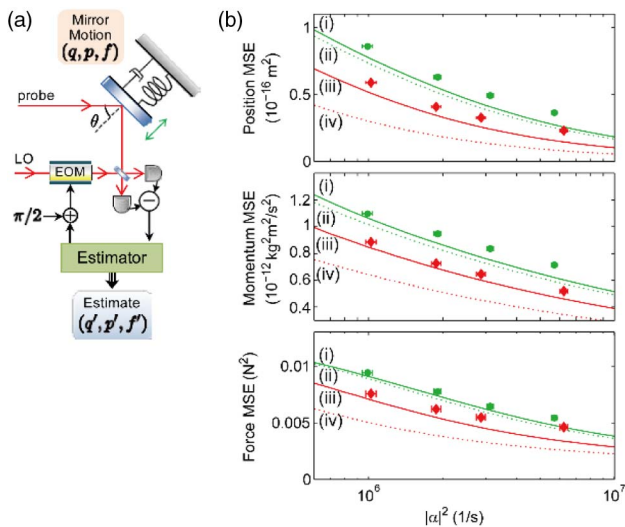 (a)
Mirror
Motion
(q, p, f)
probe
θ
LO
EOM
−
π/2
+
Estimator
Estimate
(q′, p′, f′)
(b)
Position MSE
(10⁻¹⁶ m²)
1
0.5
0
(i)
(ii)
(iii)
(iv)
Momentum MSE
(10⁻¹² kg²m²/s²)
1.2
1
0.8
0.6
0.4
(i)
(ii)
(iii)
(iv)
Force MSE (N²)
0.01
0.005
0
(i)
(ii)
(iii)
(iv)
10⁶
10⁷
|α|² (1/s)